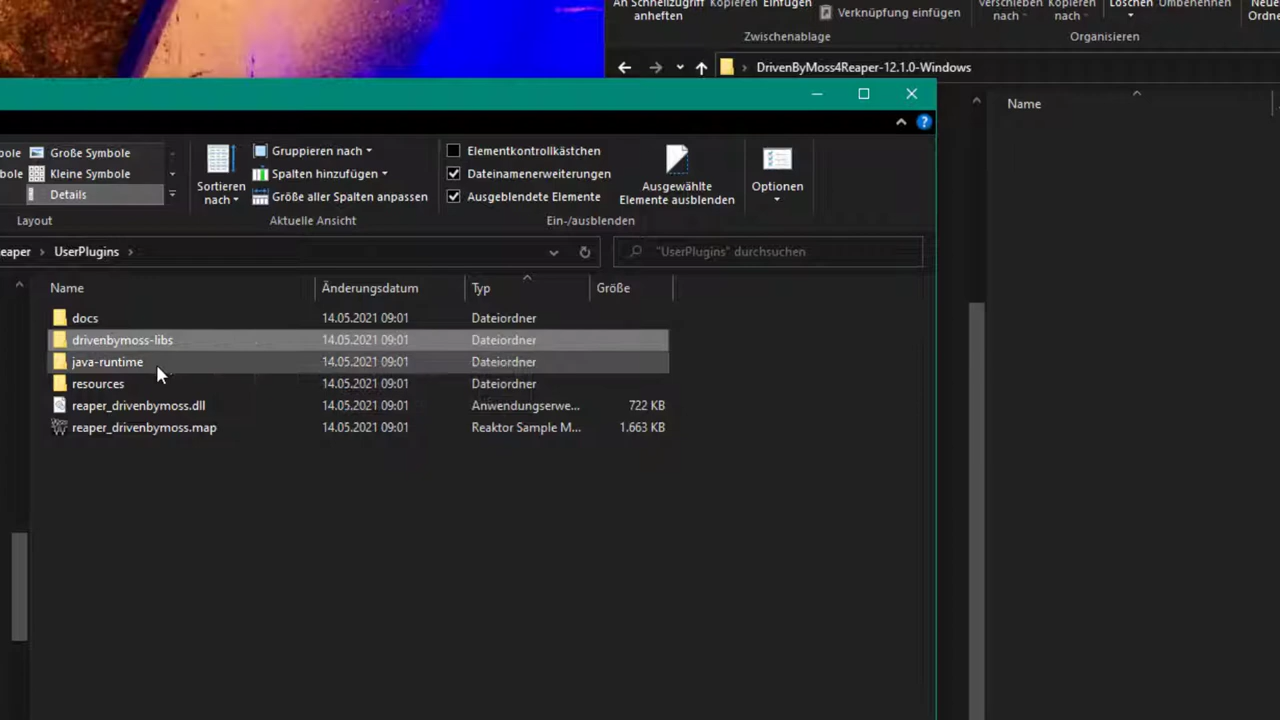 An Schnellzugriff
anheften
Kopieren
Einfügen
Verknüpfung einfügen
Zwischenablage
Verschieben
nach
Kopieren
nach
Löschen
Umbenennen
Organisieren
DrivenByMoss4Reaper-12.1.0-Windows
Name
Große Symbole
Kleine Symbole
Details
Layout
Sortieren
nach
Gruppieren nach
Spalten hinzufügen
Größe aller Spalten anpassen
Aktuelle Ansicht
Elementkontrollkästchen
Dateinamenerweiterungen
Ausgeblendete Elemente
Ausgewählte
Elemente ausblenden
Ein-/ausblenden
Optionen
eaper > UserPlugins >
"UserPlugins" durchsuchen
Name Änderungsdatum Typ Größe
docs 14.05.2021 09:01 Dateiordner
drivenbymoss-libs 14.05.2021 09:01 Dateiordner
java-runtime 14.05.2021 09:01 Dateiordner
resources 14.05.2021 09:01 Dateiordner
reaper_drivenbymoss.dll 14.05.2021 09:01 Anwendungserwe... 722 KB
reaper_drivenbymoss.map 14.05.2021 09:01 Reaktor Sample M... 1.663 KB